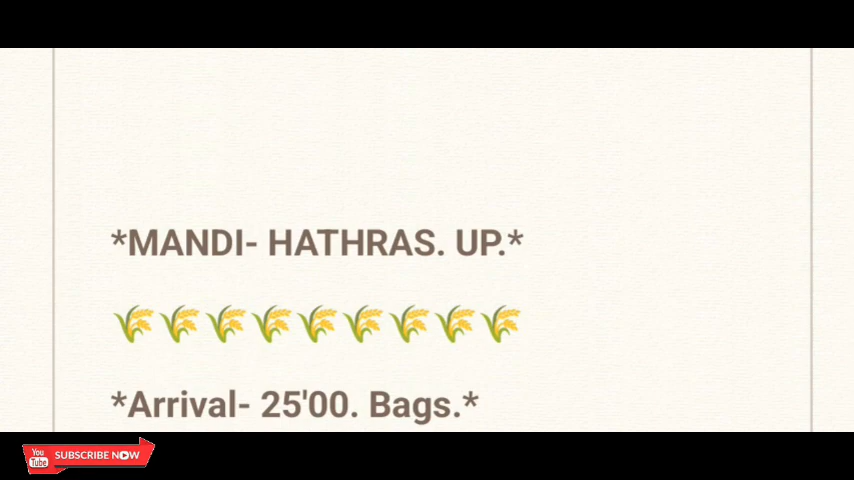 *MANDI- HATHRAS. UP.*
🌾🌾🌾🌾🌾🌾🌾🌾🌾
*Arrival- 25'00. Bags.*
You
Tube
SUBSCRIBE NOW